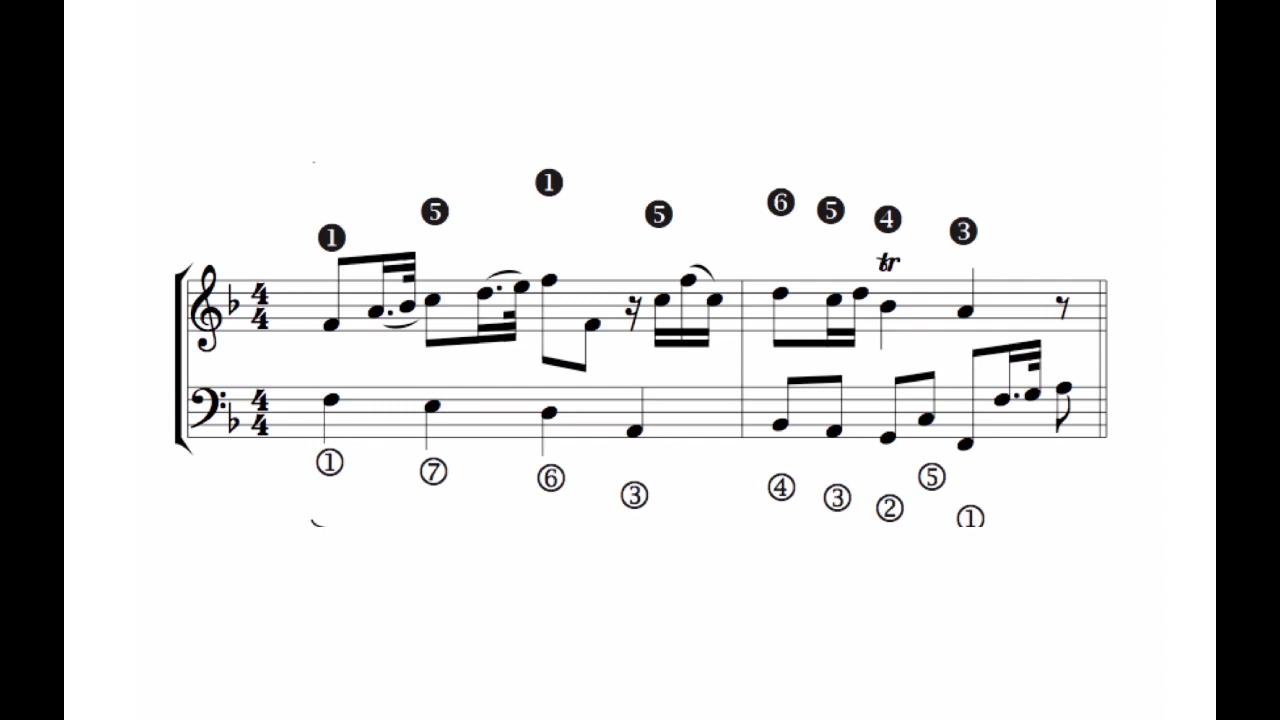 ❶ ❺ ❶ ❺ ❻ ❺ ❹ ❸
tr
4 4
4 4
① ⑦ ⑥ ③ ④ ③ ② ⑤ ①